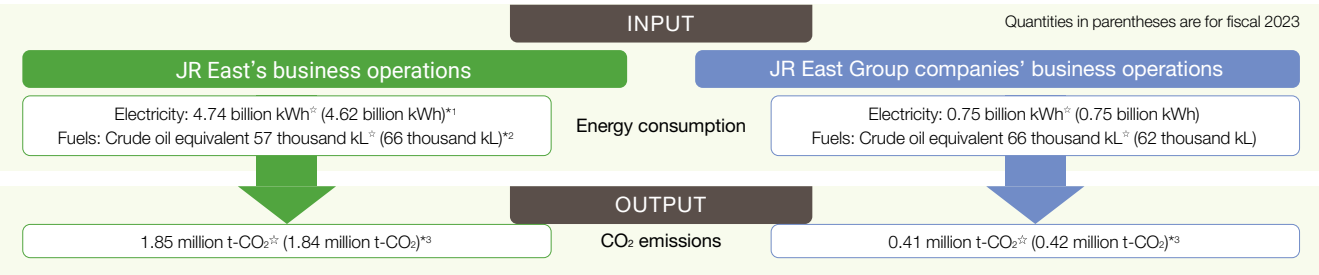 INPUT
Quantities in parentheses are for fiscal 2023
JR East's business operations
JR East Group companies' business operations
Electricity: 4.74 billion kWh☆ (4.62 billion kWh)*1
Fuels: Crude oil equivalent 57 thousand kL☆ (66 thousand kL)*2
Energy consumption
Electricity: 0.75 billion kWh☆ (0.75 billion kWh)
Fuels: Crude oil equivalent 66 thousand kL☆ (62 thousand kL)
OUTPUT
1.85 million t-CO2☆ (1.84 million t-CO2)*3
CO2 emissions
0.41 million t-CO2☆ (0.42 million t-CO2)*3